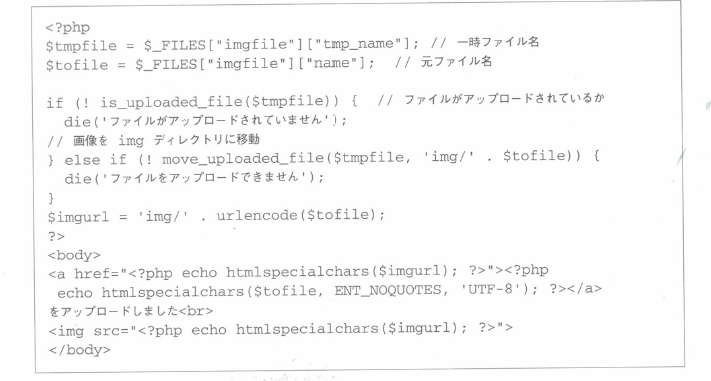 <?php
$tmpfile = $_FILES["imgfile"]["tmp_name"]; // 一時ファイル名
$tofile = $_FILES["imgfile"]["name"]; // 元ファイル名
if (! is_uploaded_file($tmpfile)) { // ファイルがアップロードされているか
die('ファイルがアップロードされていません');
// 画像を img ディレクトリに移動
} else if (! move_uploaded_file($tmpfile, 'img/' . $tofile)) {
die('ファイルをアップロードできません');
}
$imgurl = 'img/' . urlencode($tofile);
?>
<body>
<a href="<?php echo htmlspecialchars($imgurl); ?>"><?php
echo htmlspecialchars($tofile, ENT_NOQUOTES, 'UTF-8'); ?></a>
をアップロードしました<br>
<img src="<?php echo htmlspecialchars($imgurl); ?>">
</body>